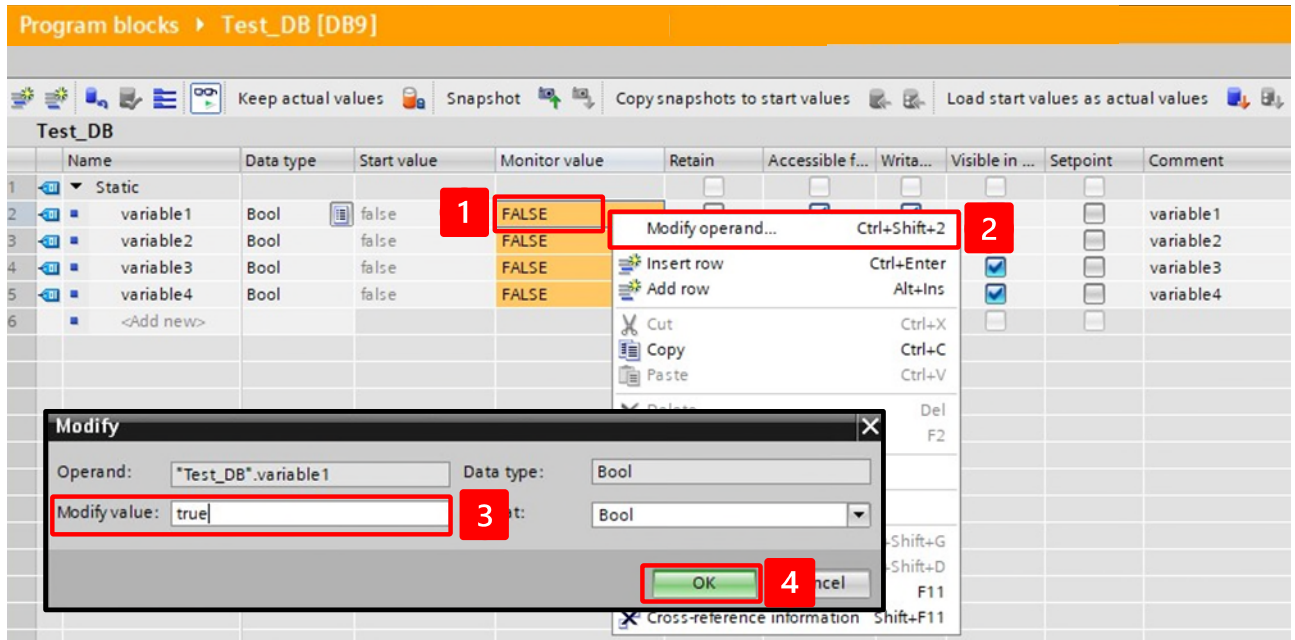 Program blocks ▸ Test_DB [DB9]
Keep actual values Snapshot Copy snapshots to start values Load start values as actual values
Test_DB
Name Data type Start value Monitor value Retain Accessible f... Writa... Visible in ... Setpoint Comment
1 Static
2 variable1 Bool false 1 FALSE variable1
Modify operand... Ctrl+Shift+2 2
3 variable2 Bool false FALSE variable2
4 variable3 Bool false FALSE variable3
Insert row Ctrl+Enter
5 variable4 Bool false FALSE variable4
Add row Alt+Ins
6 <Add new>
Cut Ctrl+X
Copy Ctrl+C
Paste Ctrl+V
Delete Del
F2
Modify
Operand: "Test_DB".variable1 Data type: Bool
Modify value: true 3 at: Bool
+Shift+G
+Shift+D
OK 4 ncel
F11
Cross-reference information Shift+F11